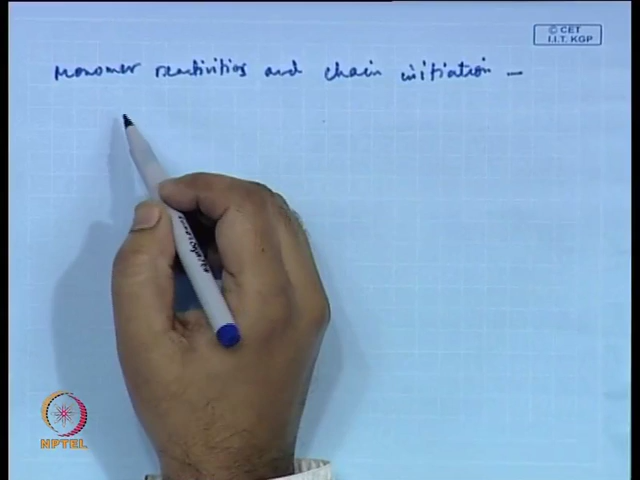 © CET
I.I.T. KGP
Monomer reactivities and chain initiation –
NPTEL